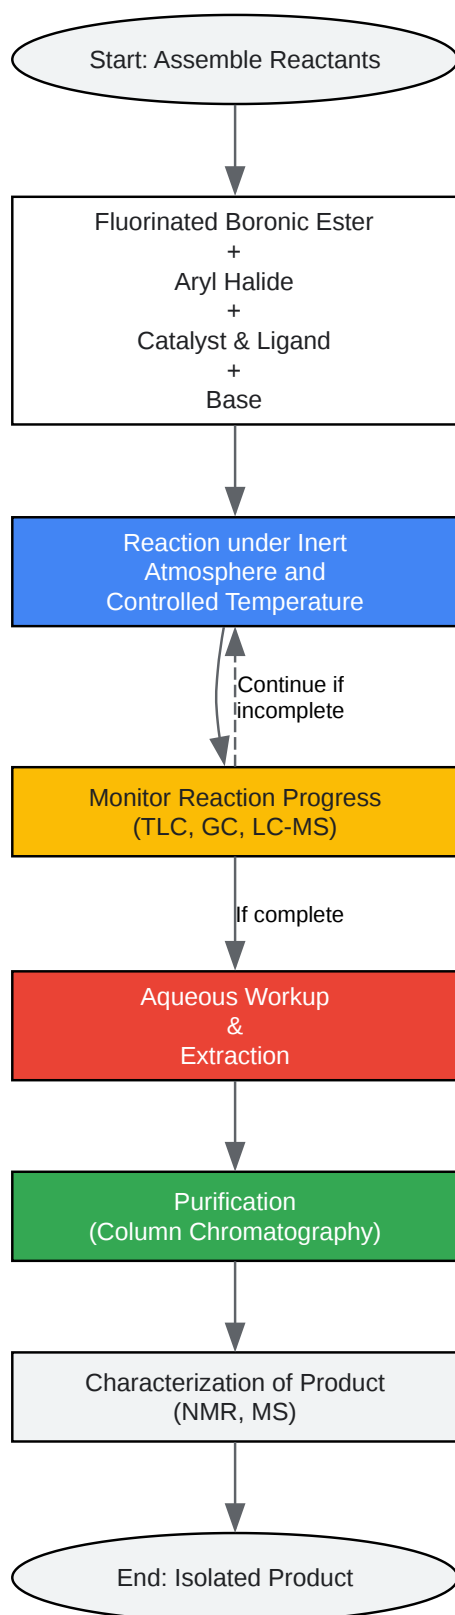 Start: Assemble Reactants
Fluorinated Boronic Ester
+
Aryl Halide
+
Catalyst & Ligand
+
Base
Reaction under Inert
Atmosphere and
Controlled Temperature
Continue if
incomplete
Monitor Reaction Progress
(TLC, GC, LC-MS)
If complete
Aqueous Workup
&
Extraction
Purification
(Column Chromatography)
Characterization of Product
(NMR, MS)
End: Isolated Product